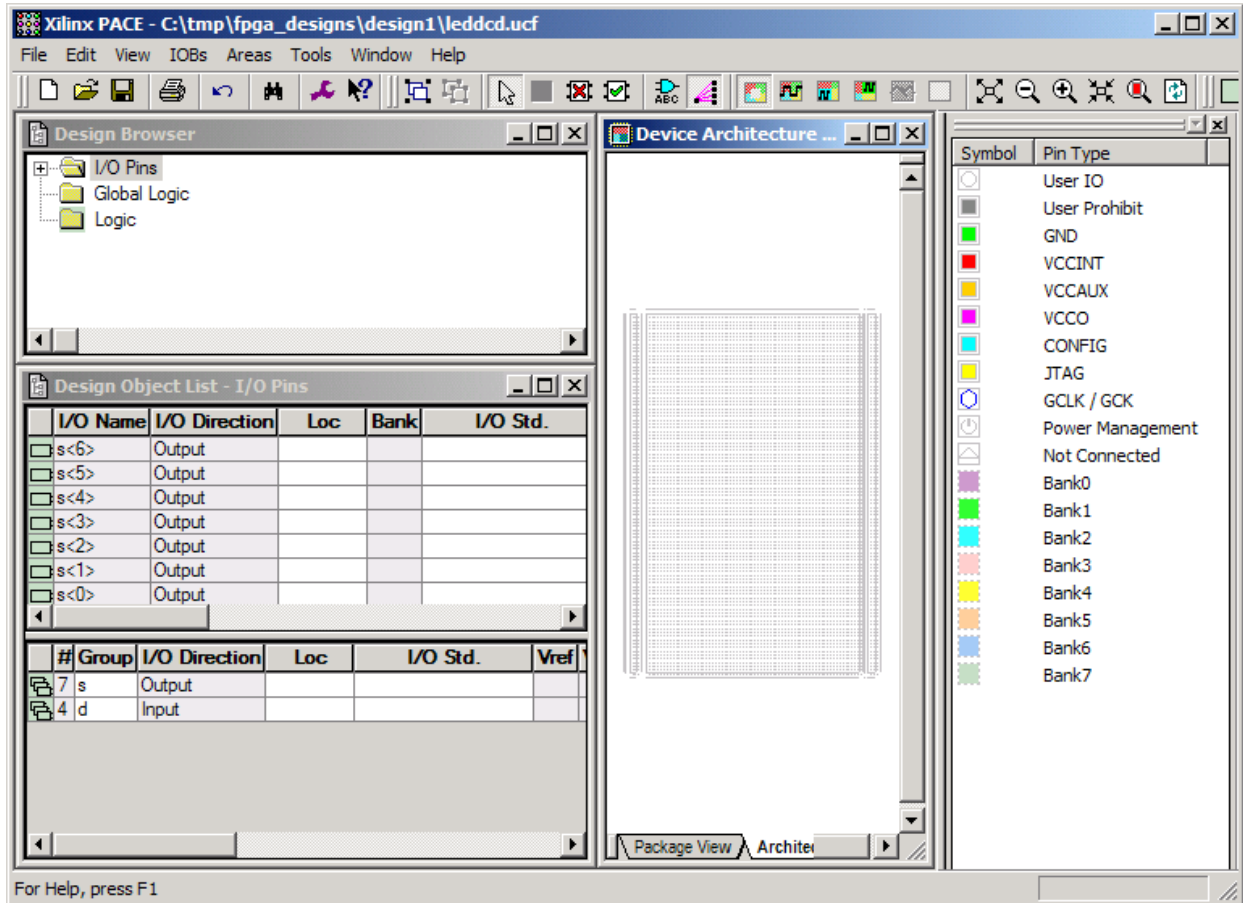 Xilinx PACE - C:\tmp\fpga_designs\design1\leddcd.ucf
File Edit View IOBs Areas Tools Window Help
ABC
Design Browser
I/O Pins
Global Logic
Logic
Design Object List - I/O Pins
I/O Name I/O Direction Loc Bank I/O Std.
s<6> Output
s<5> Output
s<4> Output
s<3> Output
s<2> Output
s<1> Output
s<0> Output
# Group I/O Direction Loc I/O Std. Vref
7 s Output
4 d Input
Device Architecture ...
Package View Architec
Symbol Pin Type
User IO
User Prohibit
GND
VCCINT
VCCAUX
VCCO
CONFIG
JTAG
GCLK / GCK
Power Management
Not Connected
Bank0
Bank1
Bank2
Bank3
Bank4
Bank5
Bank6
Bank7
For Help, press F1